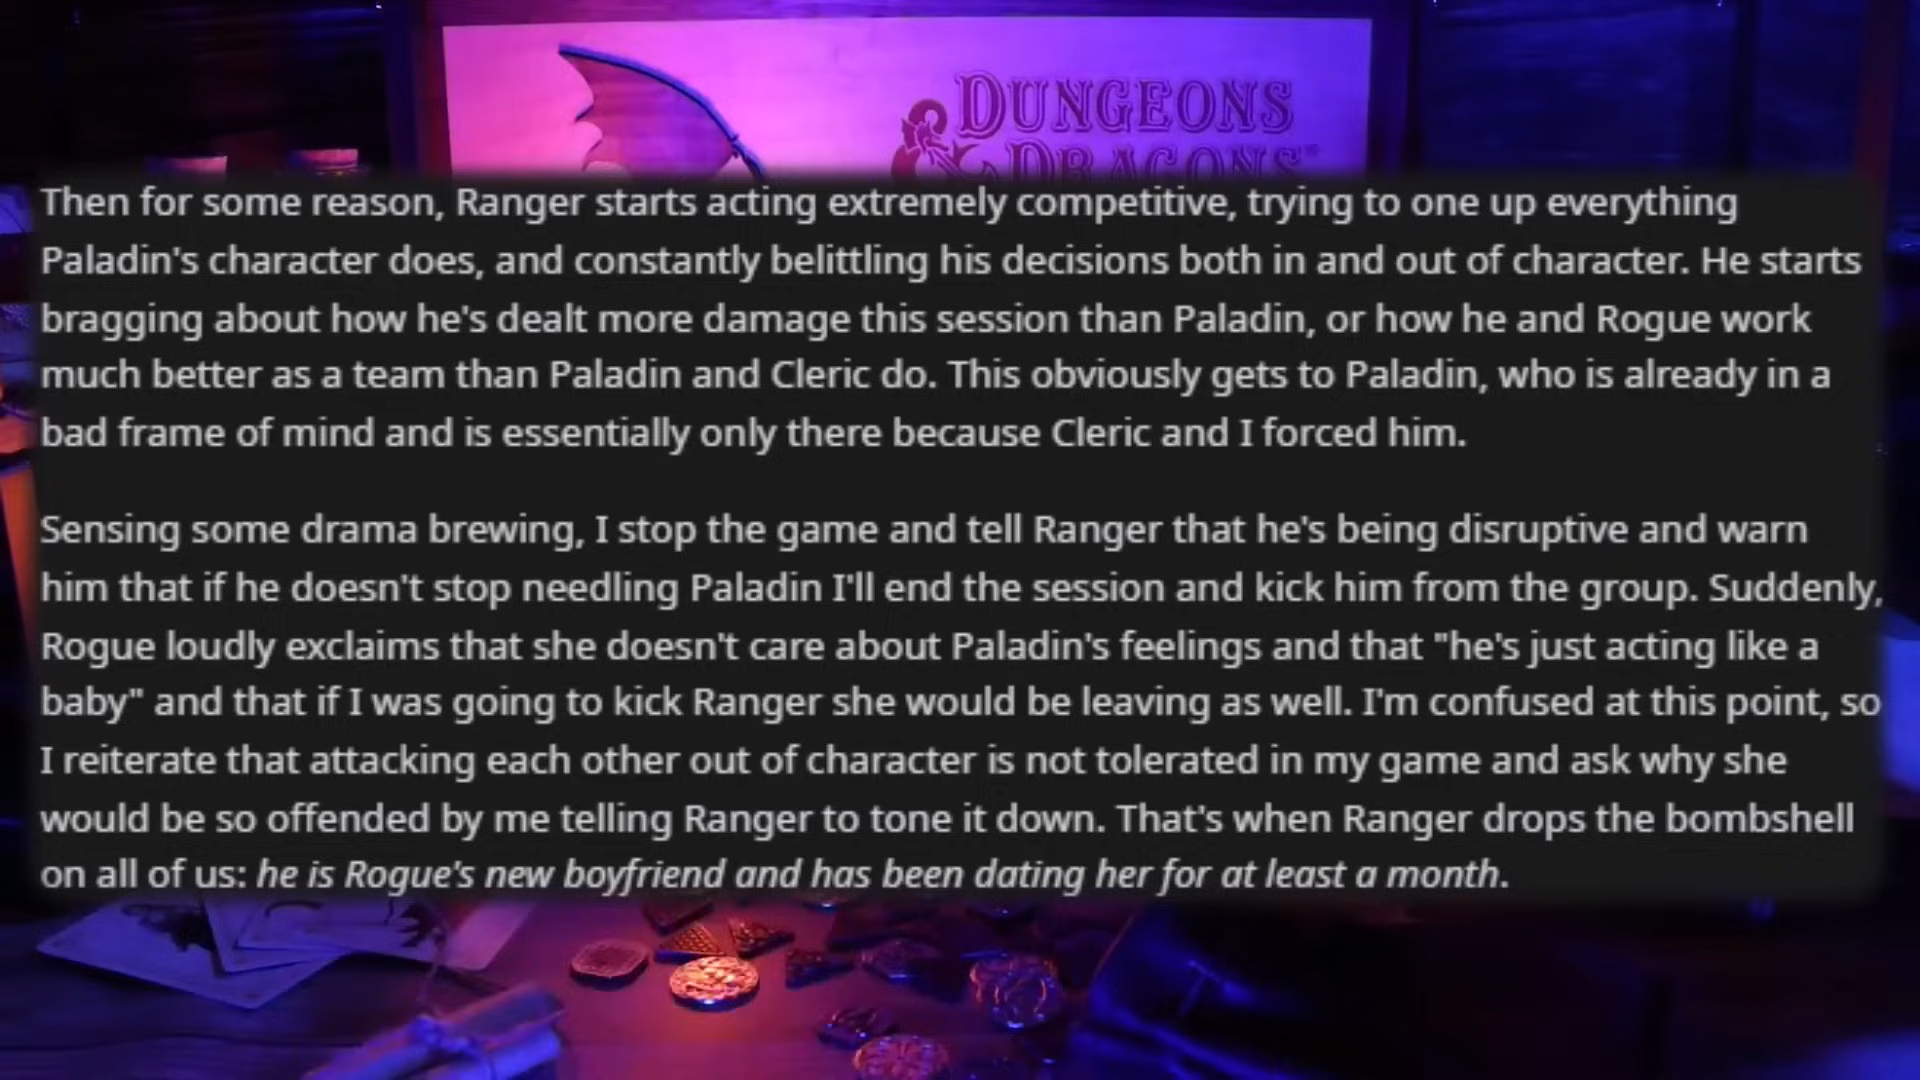 DUNGEONS
& DRAGONS™
Then for some reason, Ranger starts acting extremely competitive, trying to one up everything
Paladin's character does, and constantly belittling his decisions both in and out of character. He starts
bragging about how he's dealt more damage this session than Paladin, or how he and Rogue work
much better as a team than Paladin and Cleric do. This obviously gets to Paladin, who is already in a
bad frame of mind and is essentially only there because Cleric and I forced him.
Sensing some drama brewing, I stop the game and tell Ranger that he's being disruptive and warn
him that if he doesn't stop needling Paladin I'll end the session and kick him from the group. Suddenly,
Rogue loudly exclaims that she doesn't care about Paladin's feelings and that "he's just acting like a
baby" and that if I was going to kick Ranger she would be leaving as well. I'm confused at this point, so
I reiterate that attacking each other out of character is not tolerated in my game and ask why she
would be so offended by me telling Ranger to tone it down. That's when Ranger drops the bombshell
on all of us: he is Rogue's new boyfriend and has been dating her for at least a month.